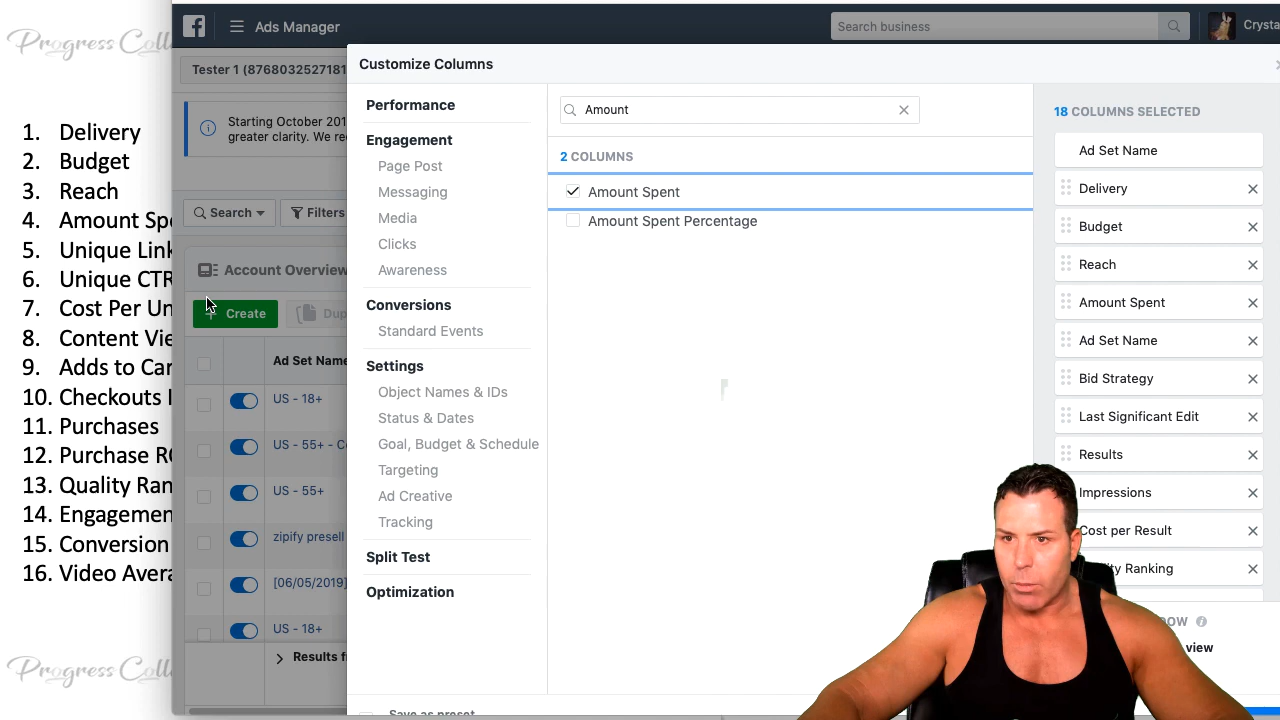 Progress Coll
1. Delivery
2. Budget
3. Reach
4. Amount Spe
5. Unique Link
6. Unique CTR
7. Cost Per Un
8. Content Vie
9. Adds to Car
10. Checkouts I
11. Purchases
12. Purchase RO
13. Quality Ran
14. Engagemen
15. Conversion
16. Video Avera
Progress Coll
Ads Manager
Search business
Crysta
Tester 1 (8768032527181
Starting October 201
greater clarity. We re
Search
Filters
Account Overview
Create
Dup
Ad Set Name
US - 18+
US - 55+ - C
US - 55+
zipify presell
[06/05/2019]
US - 18+
Results f
Customize Columns
Performance
Engagement
Page Post
Messaging
Media
Clicks
Awareness
Conversions
Standard Events
Settings
Object Names & IDs
Status & Dates
Goal, Budget & Schedule
Targeting
Ad Creative
Tracking
Split Test
Optimization
Amount
2 COLUMNS
Amount Spent
Amount Spent Percentage
18 COLUMNS SELECTED
Ad Set Name
Delivery
Budget
Reach
Amount Spent
Ad Set Name
Bid Strategy
Last Significant Edit
Results
Impressions
Cost per Result
ty Ranking
DOW
view
Save as preset